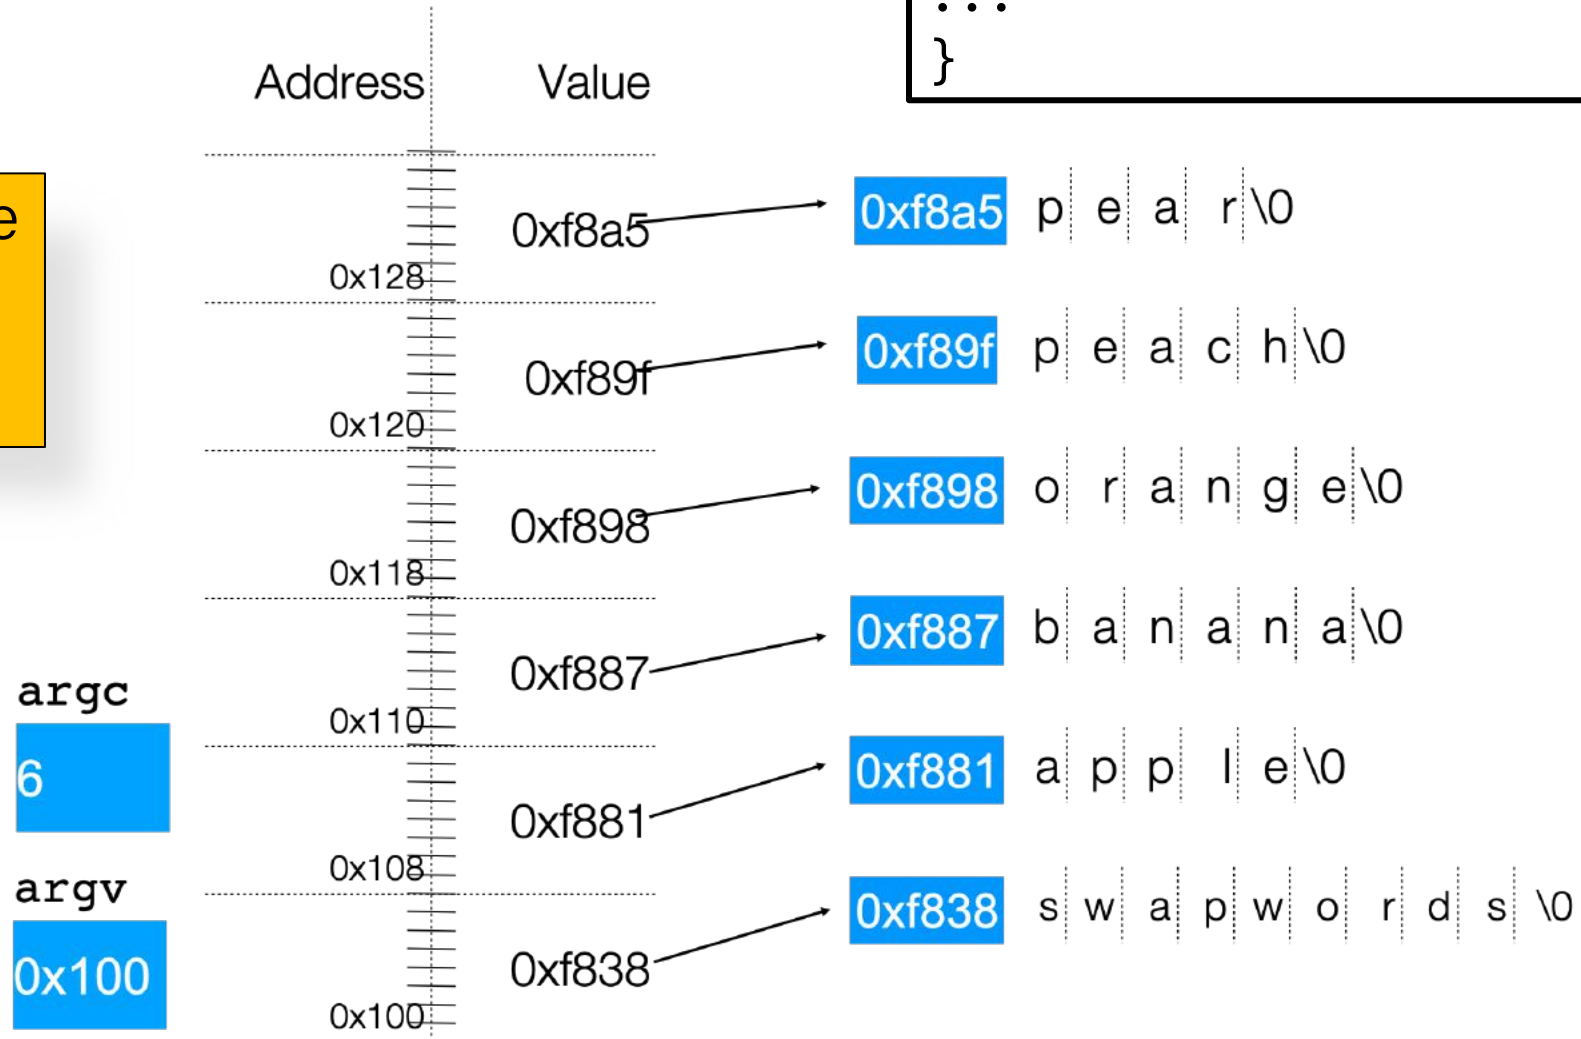 ...
}
Address Value
e
0xf8a5 0xf8a5 p e a r \0
0x128
0xf89f 0xf89f p e a c h \0
0x120
0xf898 0xf898 o r a n g e \0
0x118
0xf887 0xf887 b a n a n a \0
argc
0x110
6
0xf881 0xf881 a p p l e \0
0x108
argv
0xf838 0xf838 s w a p w o r d s \0
0x100
0x100